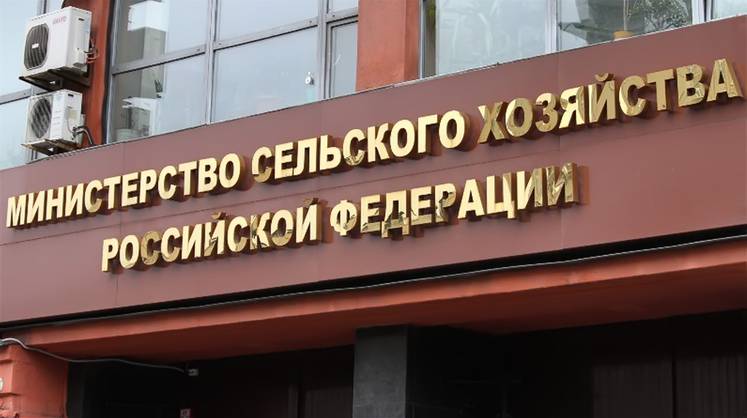 МИНИСТЕРСТВО СЕЛЬСКОГО ХОЗЯЙСТВА
РОССИЙСКОЙ ФЕДЕРАЦИИ